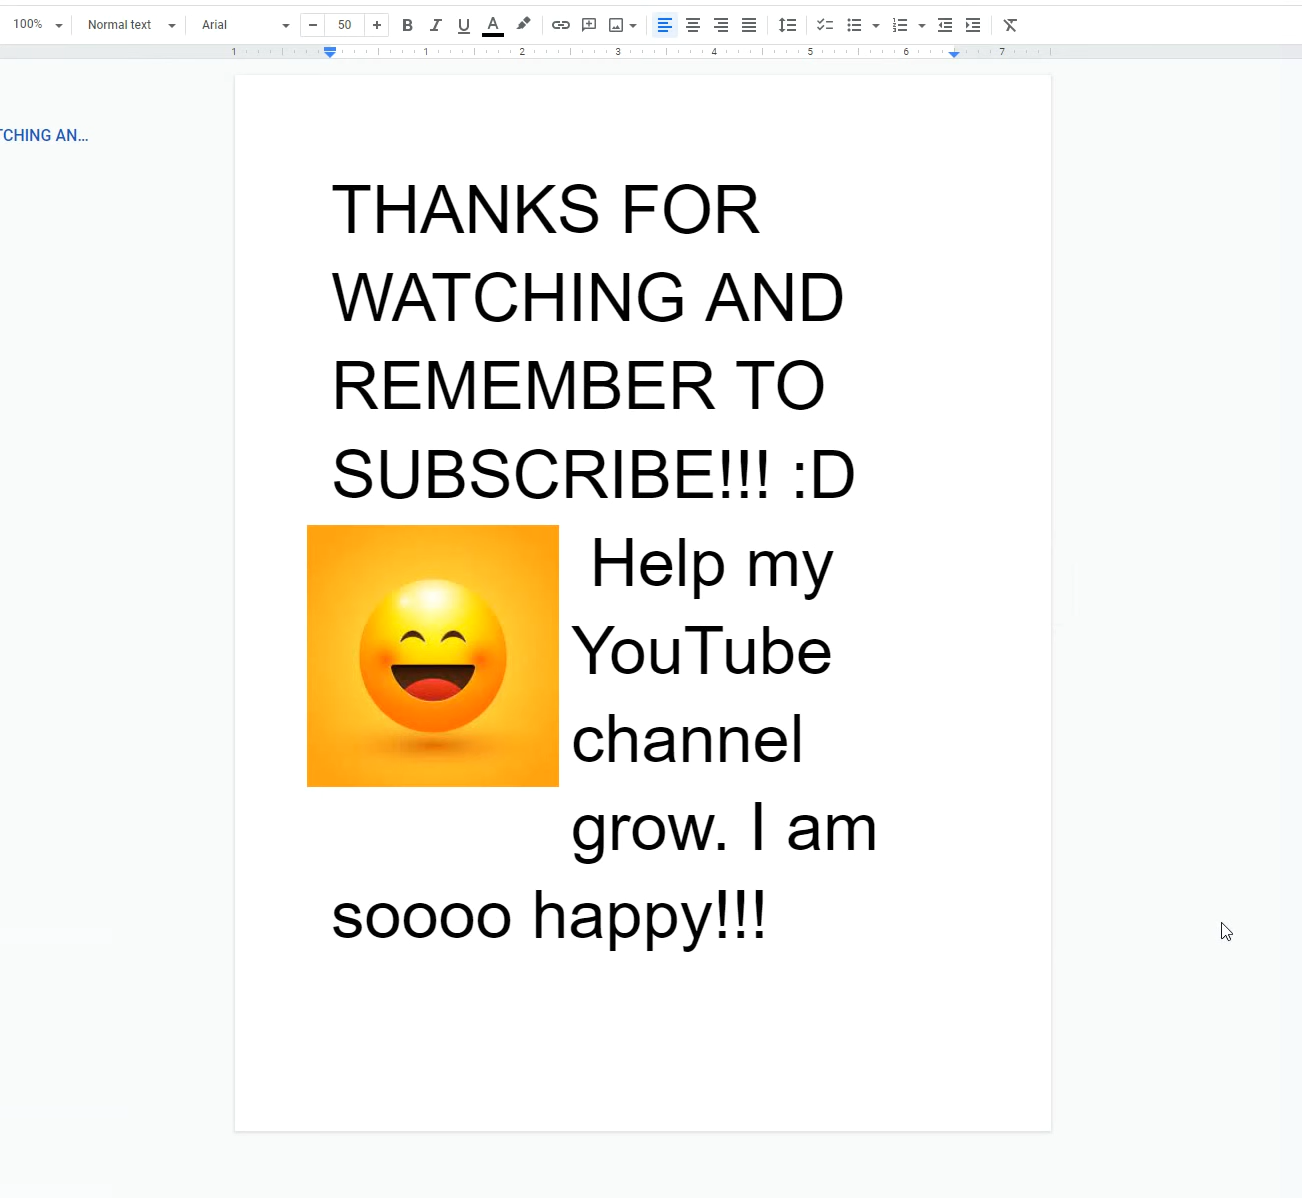 100% Normal text Arial 50 B I U A
1 1 2 3 4 5 6 7
TCHING AN...
THANKS FOR
WATCHING AND
REMEMBER TO
SUBSCRIBE!!! :D
Help my
YouTube
channel
grow. I am
soooo happy!!!